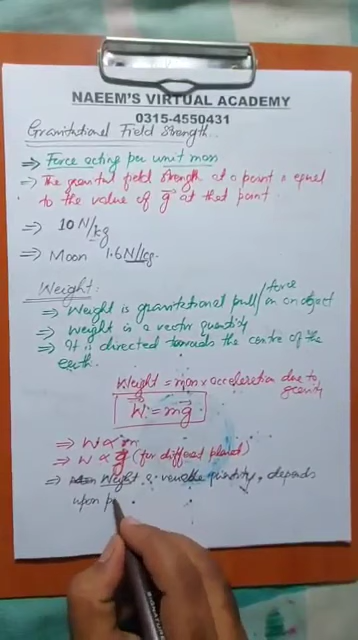 NAEEM'S VIRTUAL ACADEMY
0315-4550431
Gravitational Field Strength
⇒ Force acting per unit mass
⇒ The gravital field strength at a point is equal
to the value of g⃗ at that point
⇒ 10 N/kg
⇒ Moon 1.6 N/kg.
Weight:
⇒ Weight is gravitational pull/force on an object
⇒ Weight is a vector quantity
⇒ It is directed towards the centre of the
earth.
Weight = mass x acceleration due to
gravity
W⃗ = mg⃗
⇒ W ∝ m
⇒ W ∝ g (for different planet)
⇒ Weight is variable quintity, depends
upon p